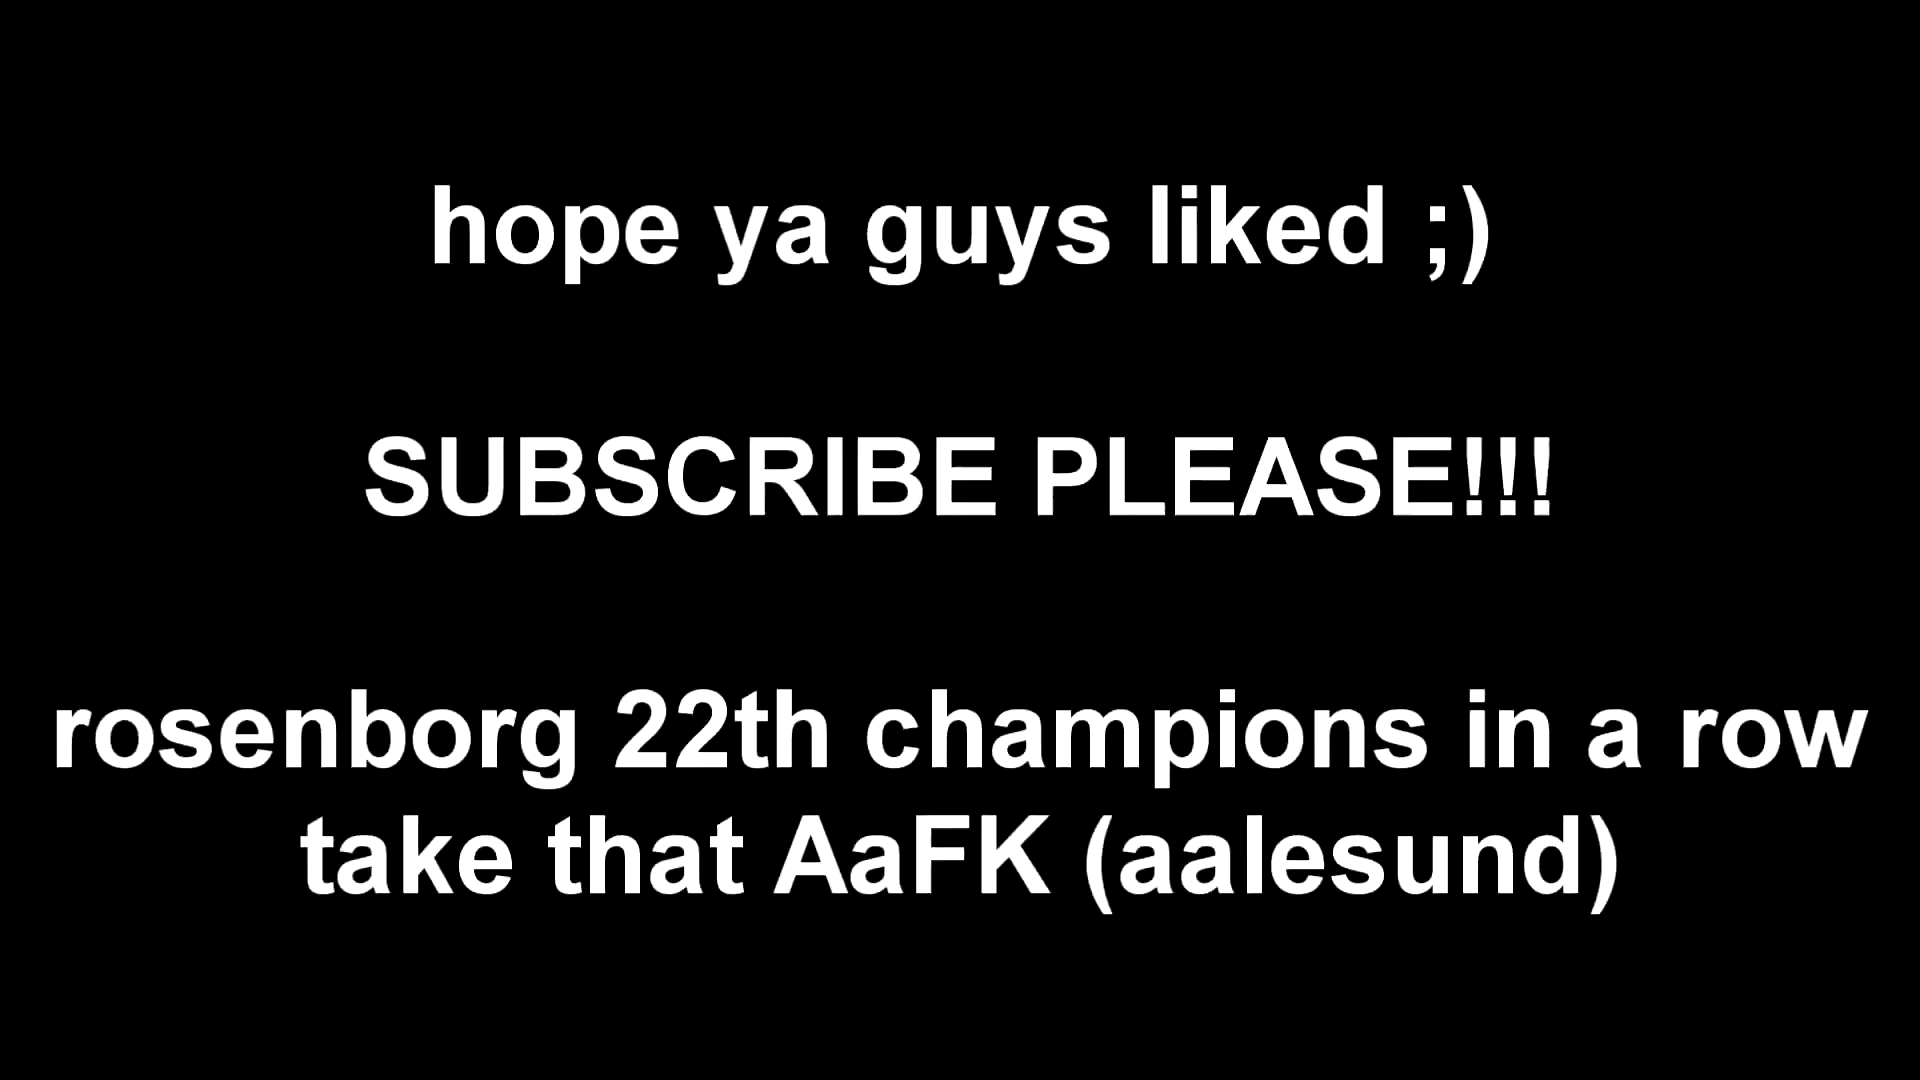 hope ya guys liked ;)
SUBSCRIBE PLEASE!!!
rosenborg 22th champions in a row
take that AaFK (aalesund)